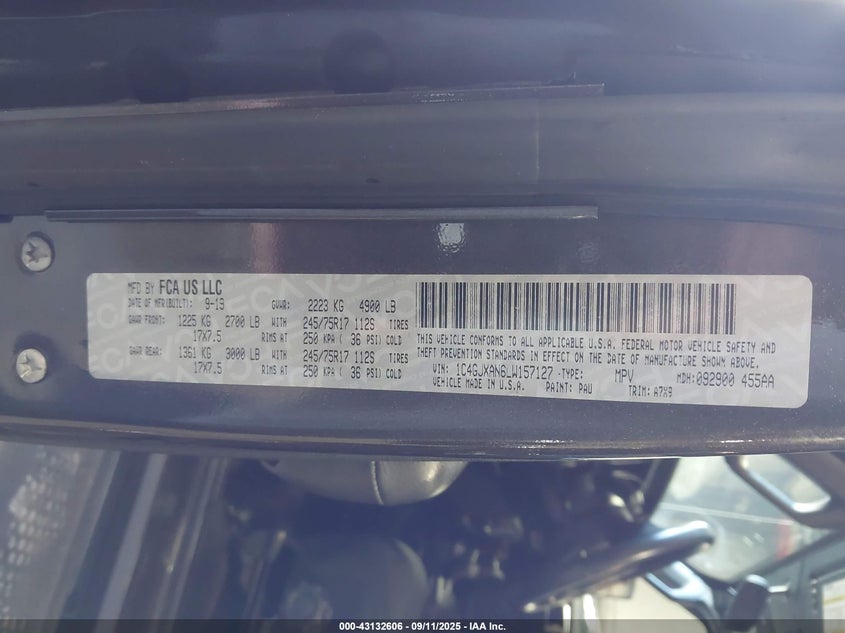 MFD BY FCA US LLC
DATE OF MFR(BUILT): 9-19 GVWR: 2223 KG 4900 LB
GAWR FRONT: 1225 KG 2700 LB WITH 245/75R17 112S TIRES
17X7.5 RIMS AT 250 KPA ( 36 PSI) COLD
GAWR REAR: 1361 KG 3000 LB WITH 245/75R17 112S TIRES
17X7.5 RIMS AT 250 KPA ( 36 PSI) COLD
THIS VEHICLE CONFORMS TO ALL APPLICABLE U.S.A. FEDERAL MOTOR VEHICLE SAFETY AND
THEFT PREVENTION STANDARDS IN EFFECT ON THE DATE OF MANUFACTURE SHOWN ABOVE.
VIN: 1C4GJXAN6LW157127 -TYPE: MPV MDH:092900 455AA
VEHICLE MADE IN U.S.A. PAINT: PAU TRIM: A7X9
000-43132606 - 09/11/2025 - IAA Inc.